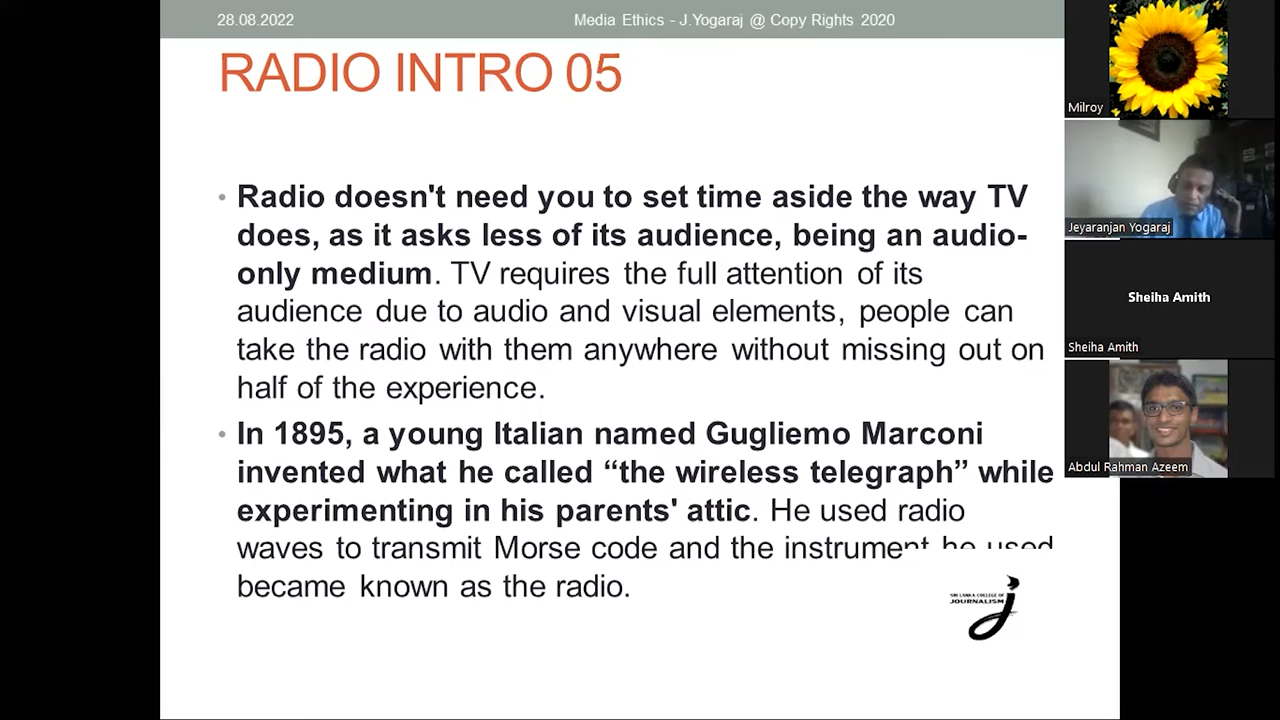 28.08.2022
Media Ethics - J.Yogaraj @ Copy Rights 2020
RADIO INTRO 05
• Radio doesn't need you to set time aside the way TV
does, as it asks less of its audience, being an audio-
only medium. TV requires the full attention of its
audience due to audio and visual elements, people can
take the radio with them anywhere without missing out on
half of the experience.
• In 1895, a young Italian named Gugliemo Marconi
invented what he called “the wireless telegraph” while
experimenting in his parents' attic. He used radio
waves to transmit Morse code and the instrument he used
became known as the radio.
SRI LANKA COLLEGE OF
JOURNALISM
Milroy
Jeyaranjan Yogaraj
Sheiha Amith
Sheiha Amith
Abdul Rahman Azeem